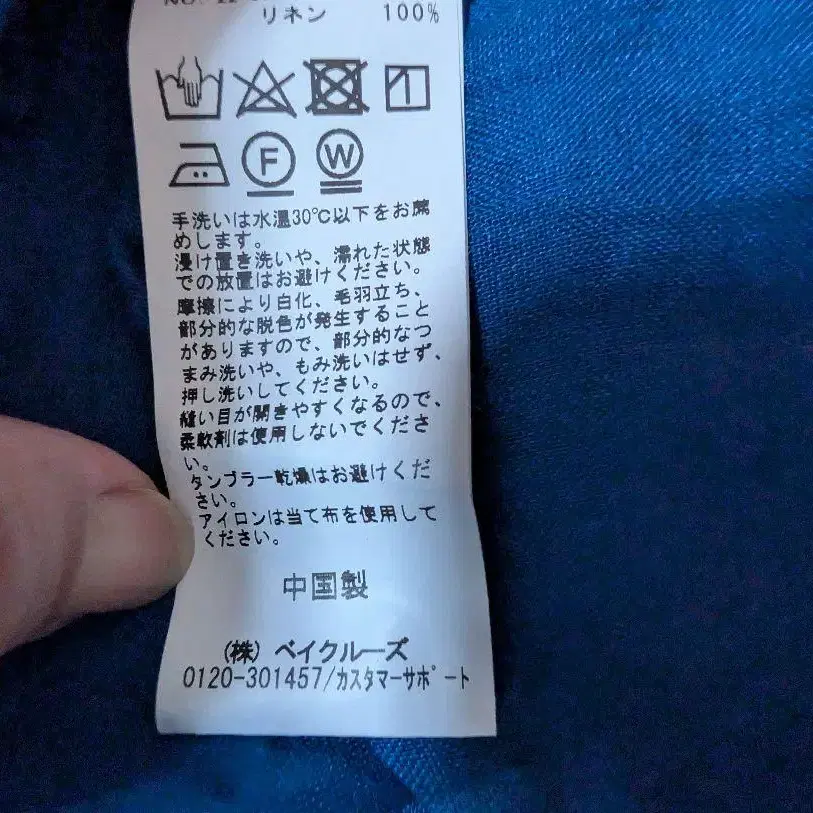 リネン 100%
F W
手洗いは水温30℃以下をお薦
めします。
浸け置き洗いや、濡れた状態
での放置はお避けください。
摩擦により白化、毛羽立ち、
部分的な脱色が発生すること
がありますので、部分的なつ
まみ洗いや、もみ洗いはせず、
押し洗いしてください。
縫い目が開きやすくなるので、
柔軟剤は使用しないでくださ
い。
タンブラー乾燥はお避けくだ
さい。
アイロンは当て布を使用して
ください。
中国製
(株) ベイクルーズ
0120-301457/カスタマーサポート